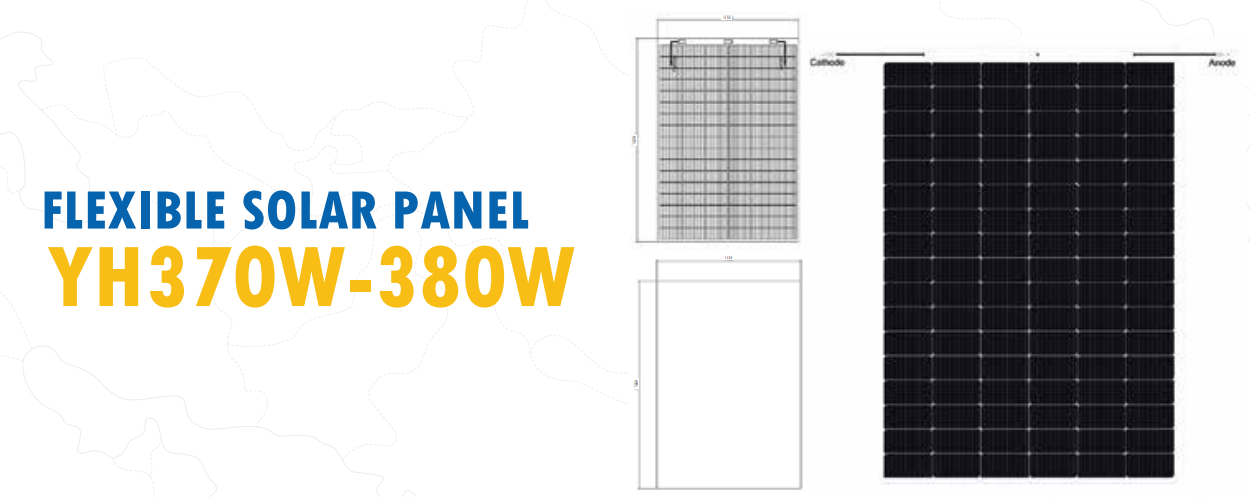 FLEXIBLE SOLAR PANEL
YH370W-380W
Cathode
Anode